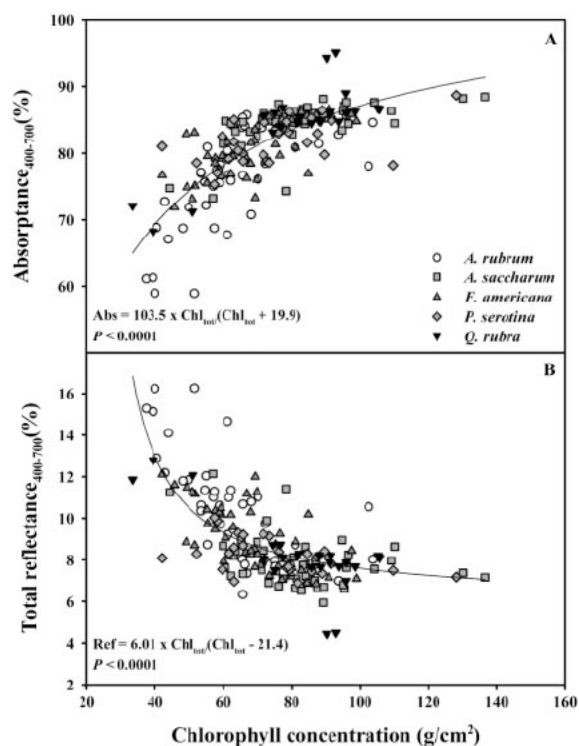 100
A
90
80
70
60
Absorptance400-700(%)
A. rubrum
A. saccharum
F. americana
P. serotina
Q. rubra
Abs = 103.5 x Chltot/(Chltot + 19.9)
P < 0.0001
B
16
14
12
10
8
6
4
2
Total reflectance400-700(%)
Ref = 6.01 x Chltot/(Chltot - 21.4)
P < 0.0001
20 40 60 80 100 120 140 160
Chlorophyll concentration (g/cm2)